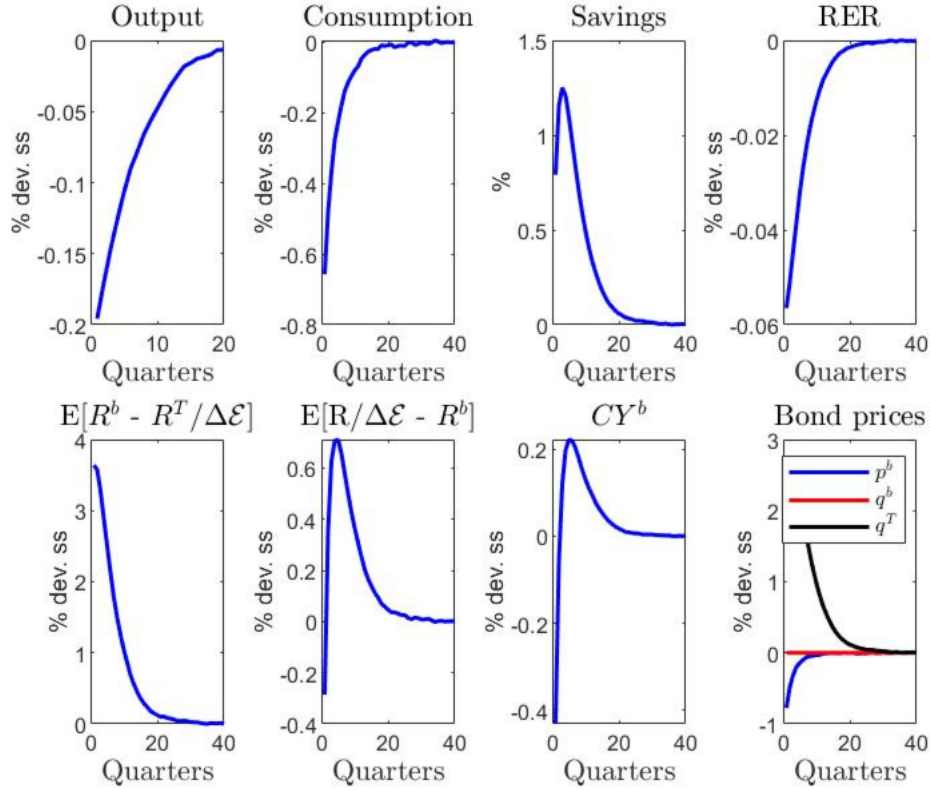 Output
0
-0.05
-0.1
-0.15
-0.2
% dev. ss
0 10 20
Quarters
Consumption
0
-0.2
-0.4
-0.6
-0.8
% dev. ss
0 20 40
Quarters
Savings
1.5
1
0.5
0
%
0 20 40
Quarters
RER
0
-0.02
-0.04
-0.06
% dev. ss
0 20 40
Quarters
E[R^b - R^T/Δℰ]
4
3
2
1
0
% dev. ss
0 20 40
Quarters
E[R/Δℰ - R^b]
0.6
0.4
0.2
0
-0.2
-0.4
% dev. ss
0 20 40
Quarters
CY^b
0.2
0
-0.2
-0.4
% dev. ss
0 20 40
Quarters
Bond prices
3
2
1
0
-1
% dev. ss
p^b
q^b
q^T
0 20 40
Quarters